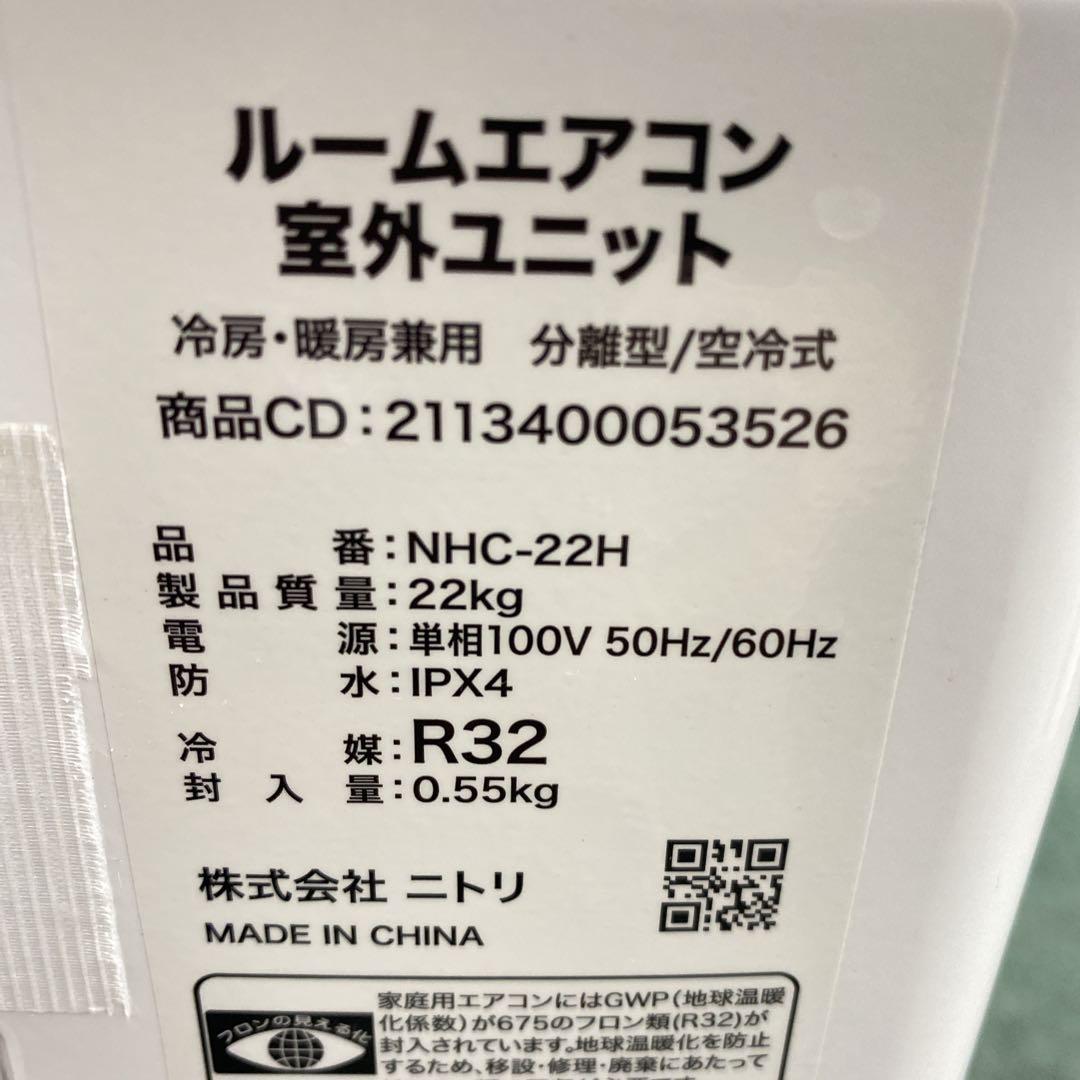 ルームエアコン
室外ユニット
冷房・暖房兼用 分離型/空冷式
商品CD:2113400053526
品番:NHC-22H
製品質量:22kg
電源:単相100V 50Hz/60Hz
防水:IPX4
冷媒:R32
封入量:0.55kg
株式会社 ニトリ
MADE IN CHINA
フロンの見える化
家庭用エアコンにはGWP(地球温暖
化係数)が675のフロン類(R32)が
封入されています。地球温暖化を防止
するため、移設・修理・廃棄にあたって